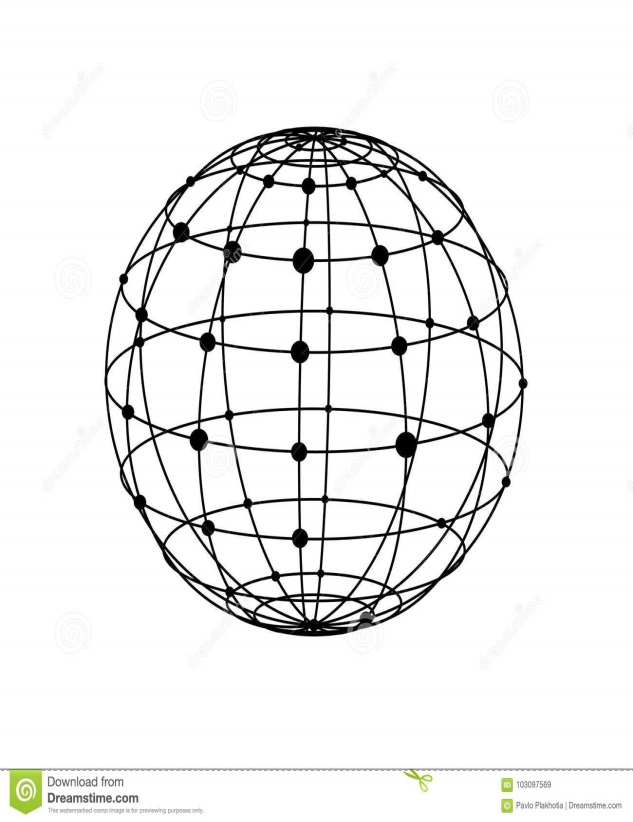 Download from
Dreamstime.com
This watermarked comp image is for previewing purposes only.
103097569
Pavlo Plakhotia | Dreamstime.com